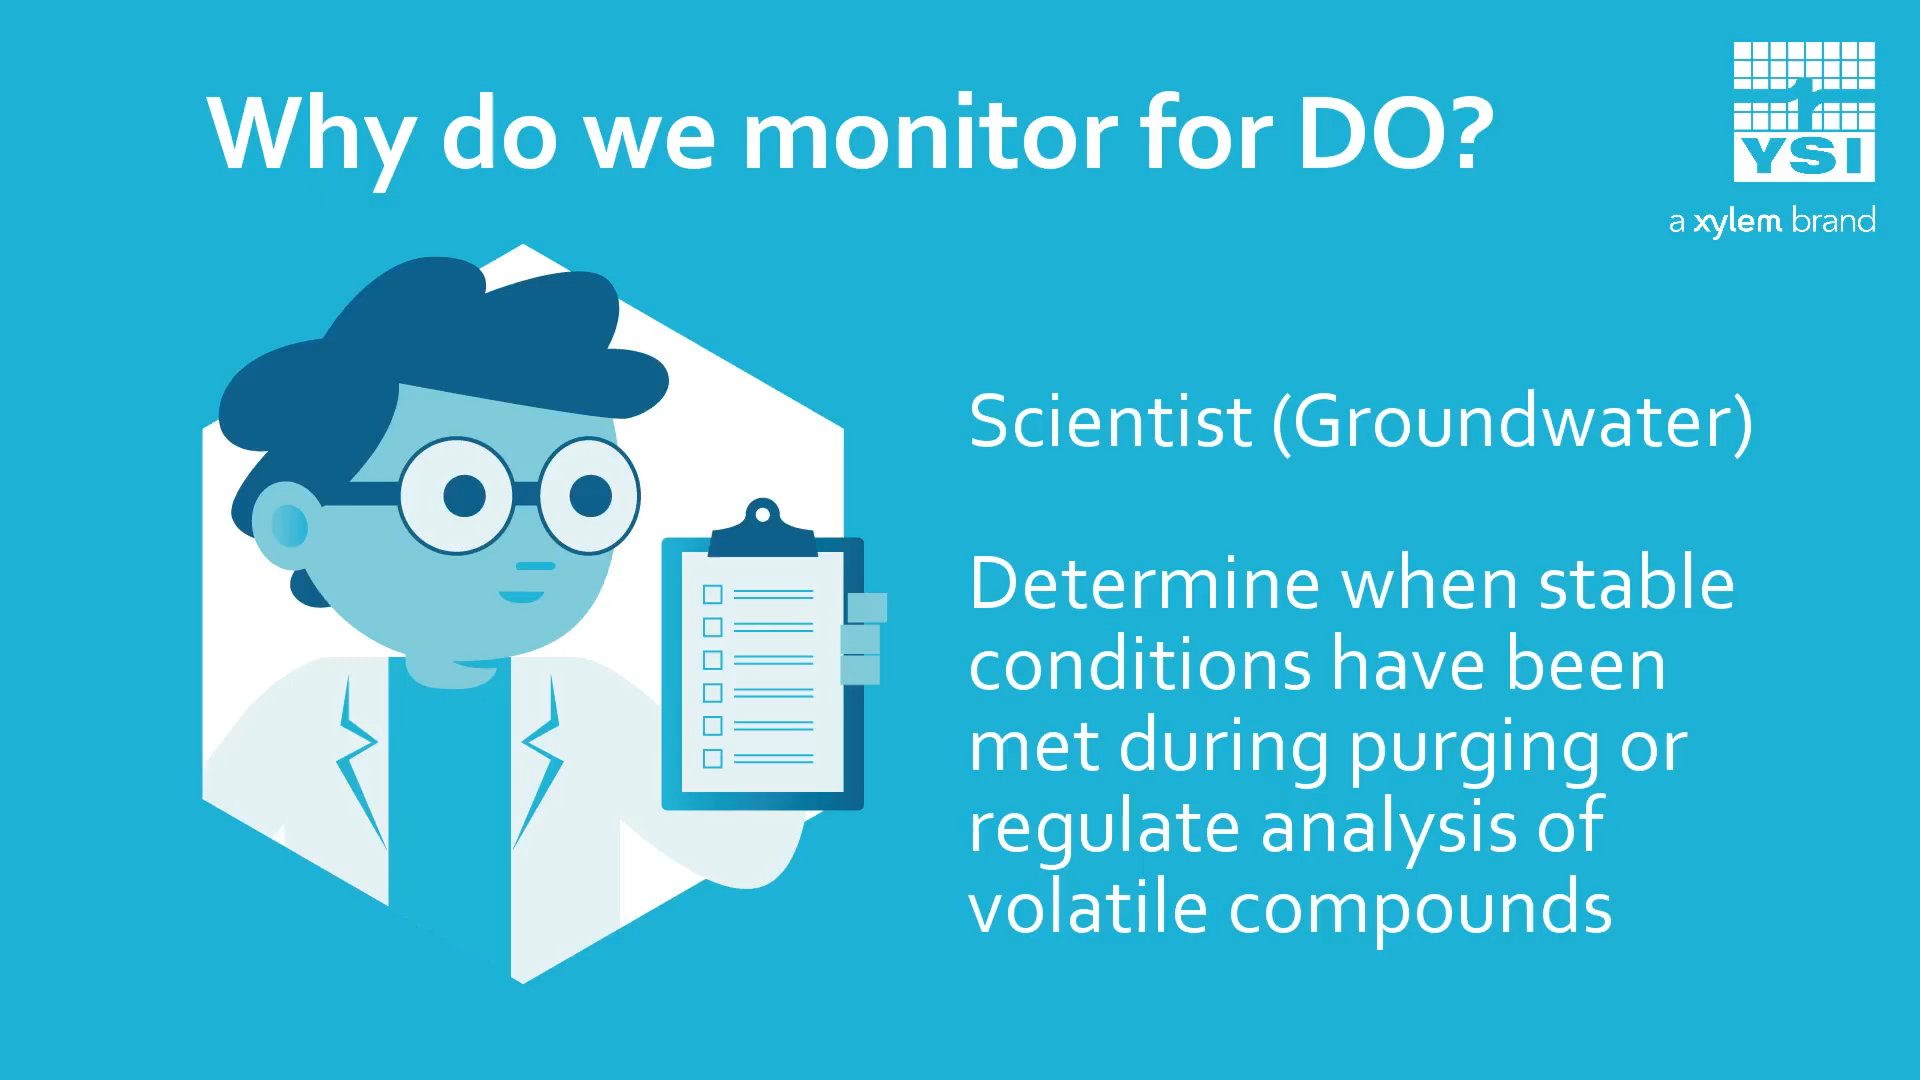 Why do we monitor for DO?
YSI
a xylem brand
Scientist (Groundwater)
Determine when stable
conditions have been
met during purging or
regulate analysis of
volatile compounds